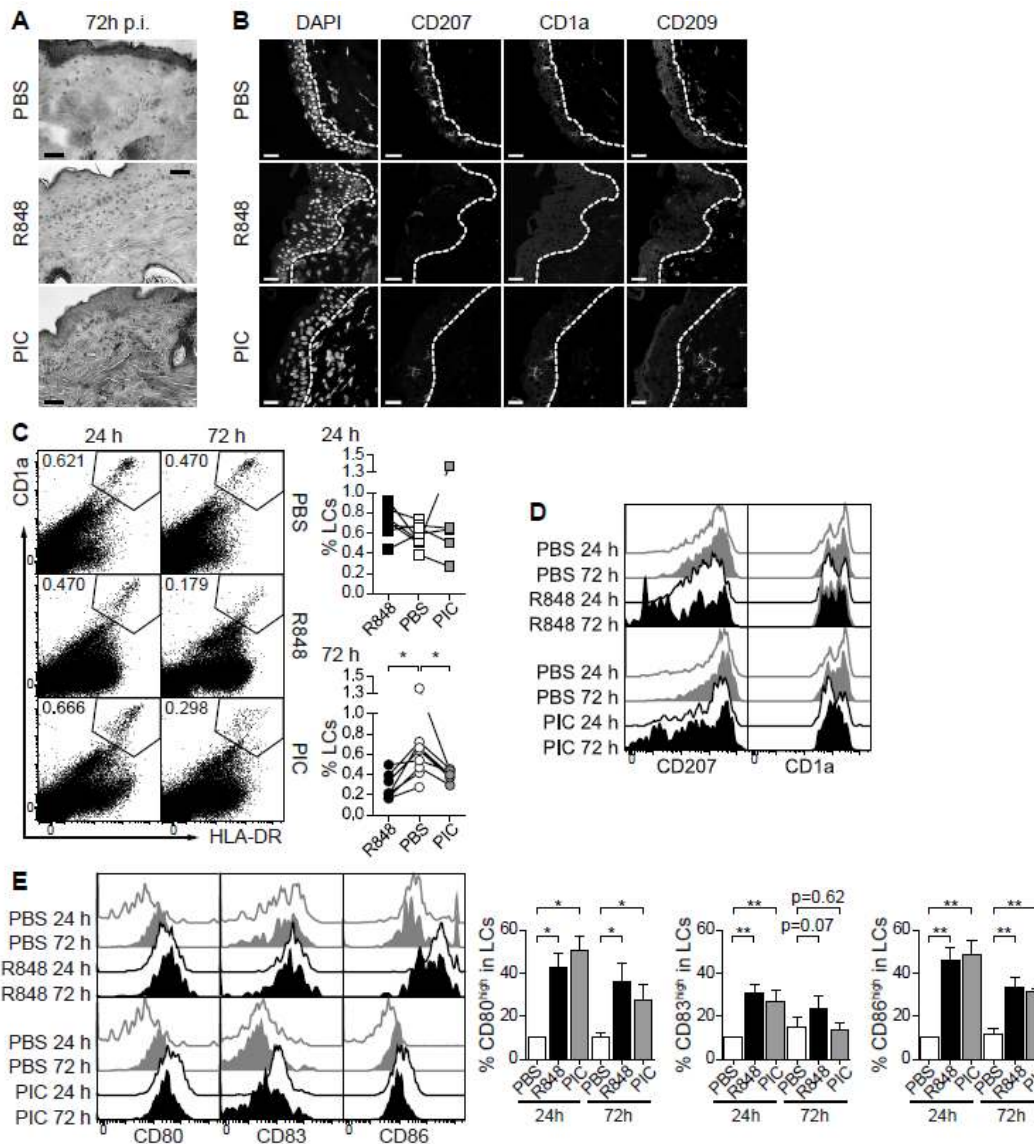 A
72h p.i.
PBS
R848
PIC
B
DAPI CD207 CD1a CD209
PBS
R848
PIC
C
24 h 72 h
0.621 0.470
PBS
0.470 0.179
R848
0.666 0.298
PIC
CD1a
0
0 0
HLA-DR
24 h
1.5
1.3
1.0
0.8
0.6
0.4
0.2
0.0
% LCs
R848 PBS PIC
72 h
* *
1.5
1.3
0.8
0.6
0.4
0.2
0,0
% LCs
R848 PBS PIC
D
PBS 24 h
PBS 72 h
R848 24 h
R848 72 h
PBS 24 h
PBS 72 h
PIC 24 h
PIC 72 h
0 0
CD207 CD1a
E
PBS 24 h
PBS 72 h
R848 24 h
R848 72 h
PBS 24 h
PBS 72 h
PIC 24 h
PIC 72 h
0 0 0
CD80 CD83 CD86
% CD80high in LCs
60
40
20
0
* * * *
PBS R848 PIC PBS R848 PIC
24h 72h
% CD83high in LCs
60
40
20
0
** **
p=0.62
p=0.07
PBS R848 PIC PBS R848 PIC
24h 72h
% CD86high in LCs
60
40
20
0
** ** ** **
PBS R848 PIC PBS R848
24h 72h